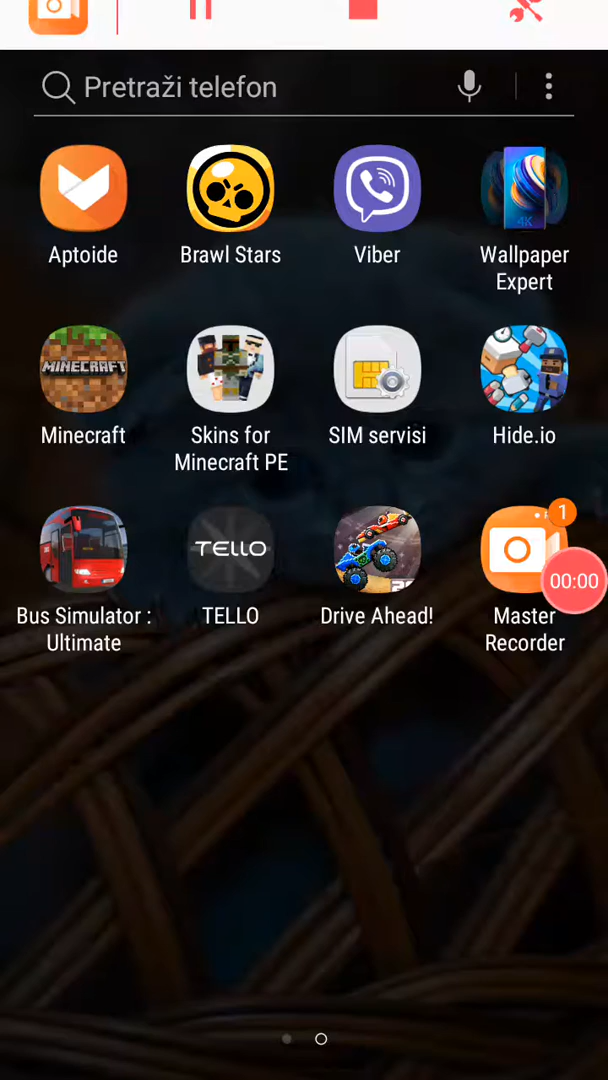 Pretraži telefon
Aptoide
Brawl Stars
Viber
4K
Wallpaper
Expert
MINECRAFT
Minecraft
Skins for
Minecraft PE
SIM servisi
Hide.io
TELLO
1
00:00
Bus Simulator :
Ultimate
TELLO
Drive Ahead!
Master
Recorder